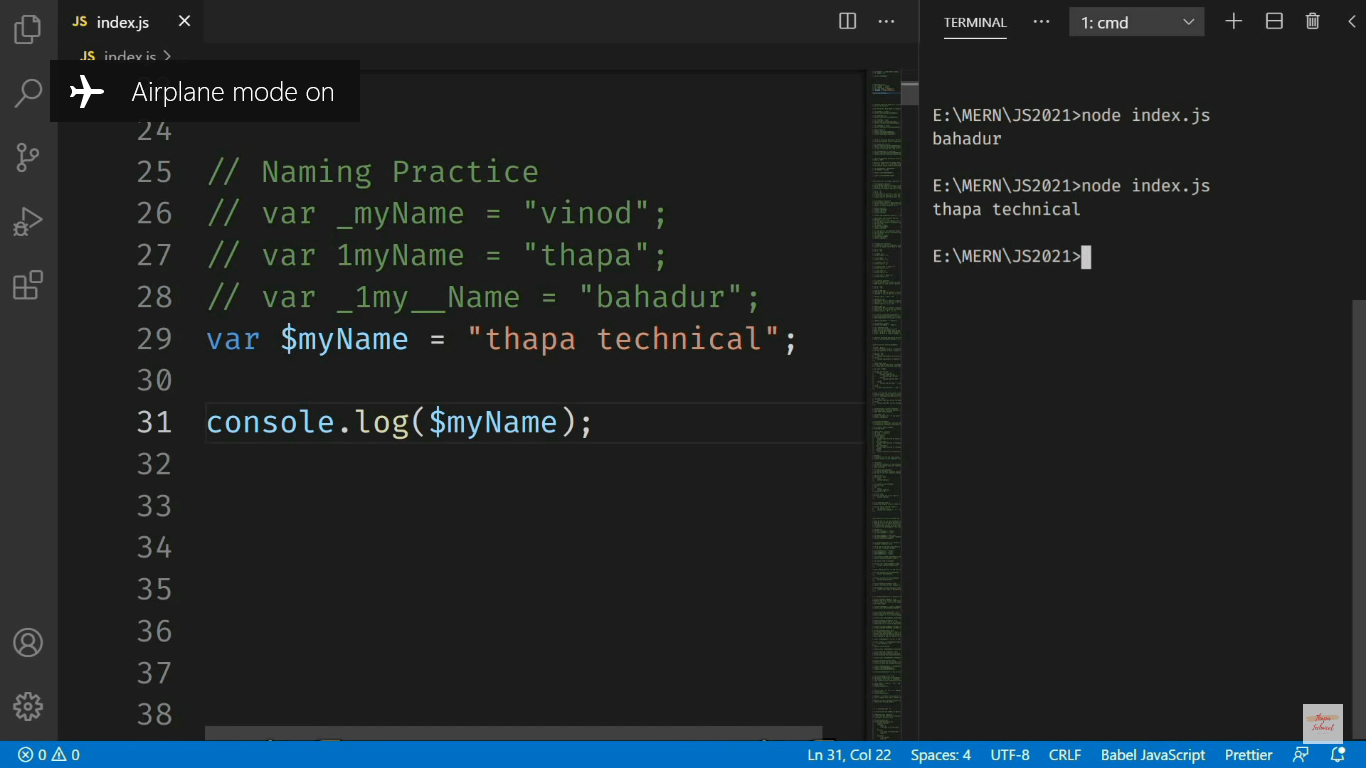 JS index.js
TERMINAL
1: cmd
JS index.js
Airplane mode on
24
25 // Naming Practice
26 // var _myName = "vinod";
27 // var 1myName = "thapa";
28 // var _1my__Name = "bahadur";
29 var $myName = "thapa technical";
30
31 console.log($myName);
32
33
34
35
36
37
38
E:\MERN\JS2021>node index.js
bahadur
E:\MERN\JS2021>node index.js
thapa technical
E:\MERN\JS2021>
Thapa
Technical
0 0
Ln 31, Col 22
Spaces: 4
UTF-8
CRLF
Babel JavaScript
Prettier